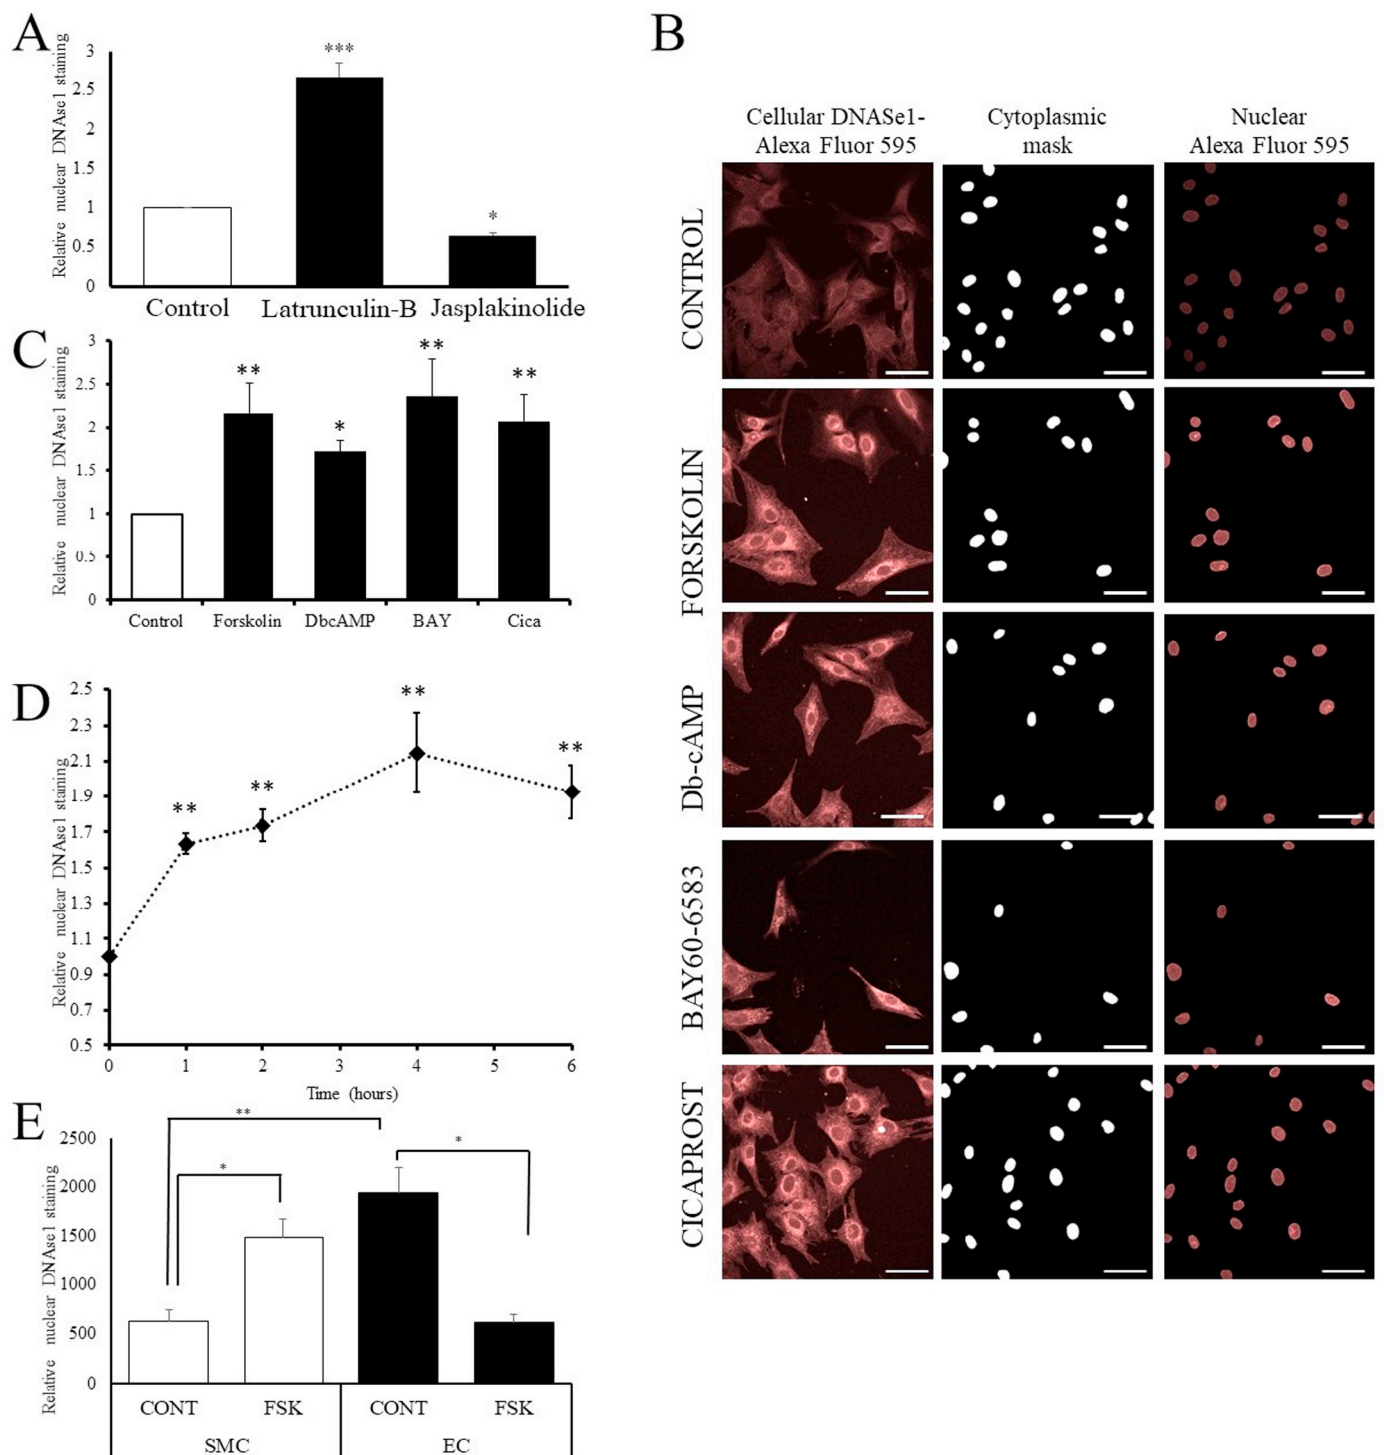 A
Relative nuclear DNAse1 staining
3
2.5
2
1.5
1
0.5
0
***
*
Control
Latrunculin-B
Jasplakinolide
B
Cellular DNASe1-
Alexa Fluor 595
Cytoplasmic
mask
Nuclear
Alexa Fluor 595
CONTROL
FORSKOLIN
Db-cAMP
BAY60-6583
CICAPROST
C
Relative nuclear DNAse1 staining
3
2.5
2
1.5
1
0.5
0
**
*
**
**
Control
Forskolin
DbcAMP
BAY
Cica
D
Relative nuclear DNAse1 staining
2.5
2.3
2.1
1.9
1.7
1.5
1.3
1.1
0.9
0.7
0.5
**
**
**
**
0
1
2
3
4
5
6
Time (hours)
E
Relative nuclear DNAse1 staining
2500
2000
1500
1000
500
0
**
*
*
CONT
FSK
CONT
FSK
SMC
EC